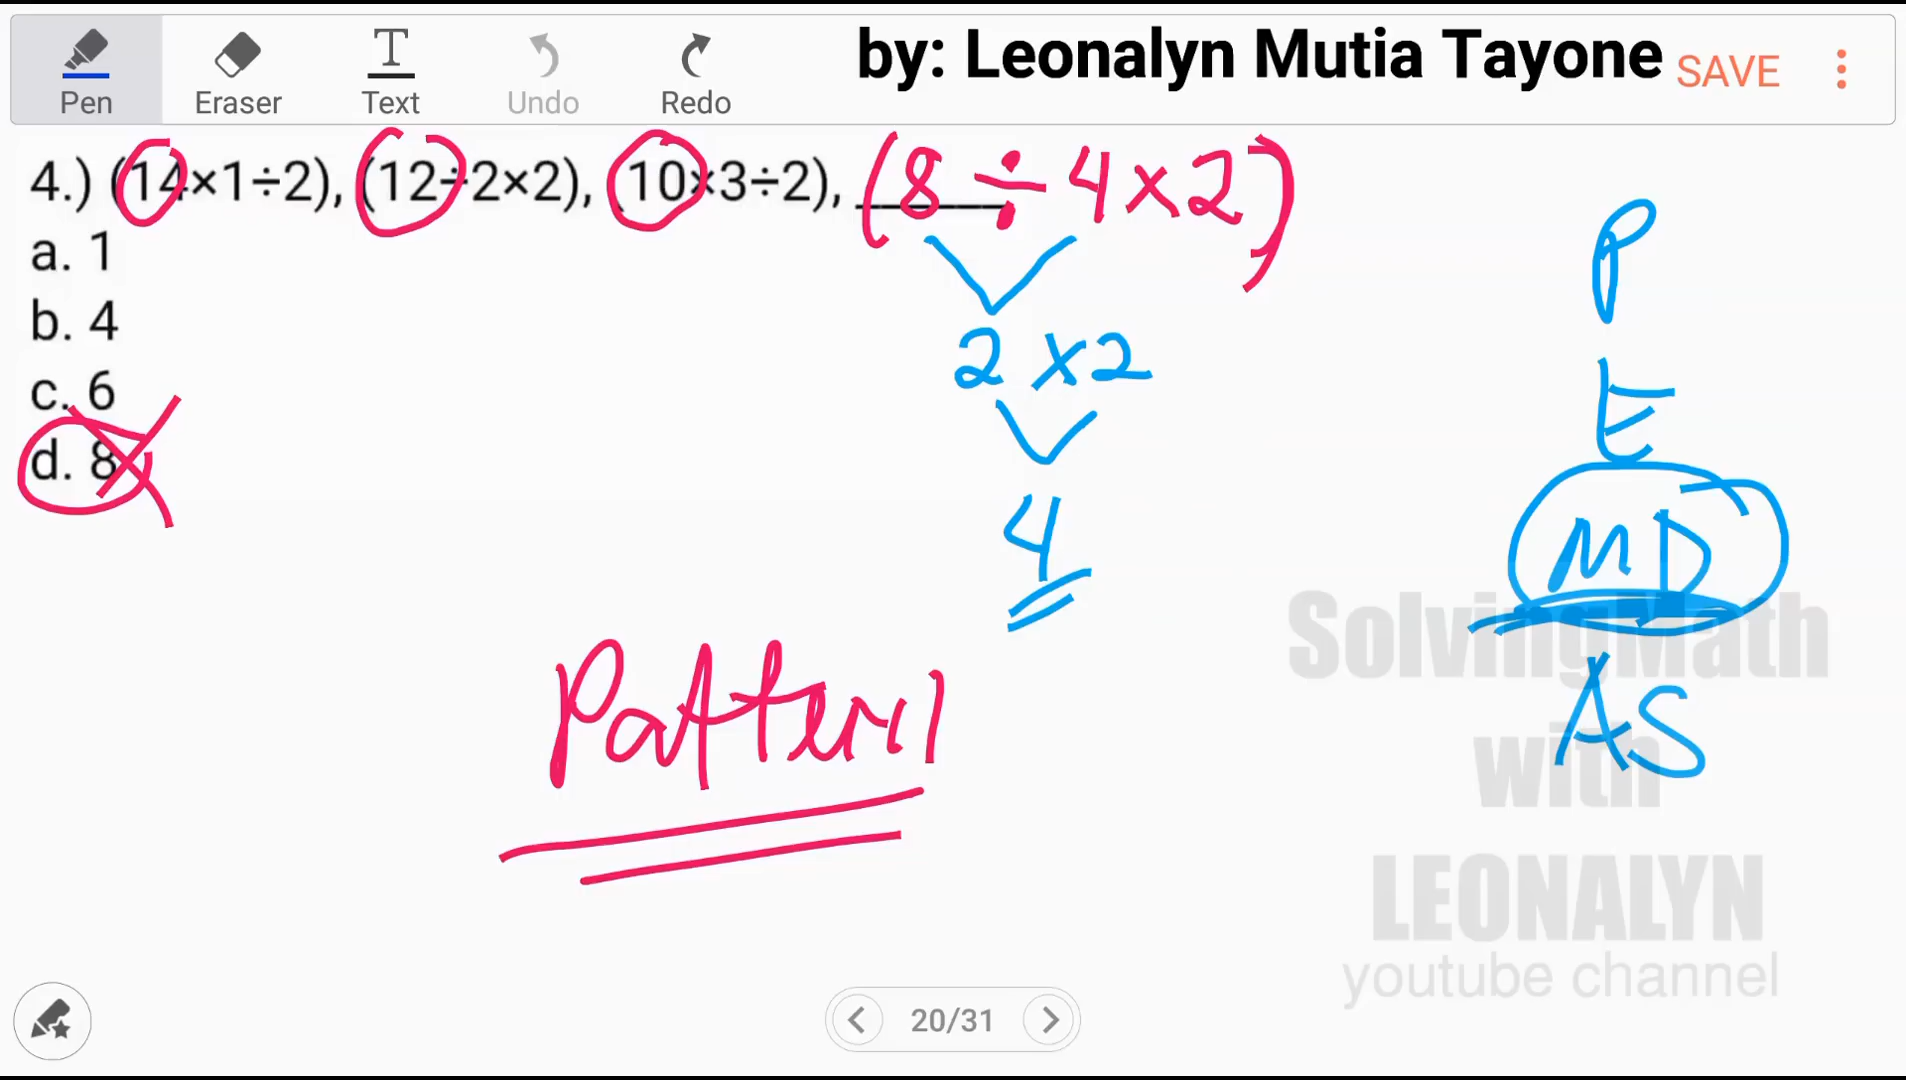 by: Leonalyn Mutia Tayone
SAVE
Pen
Eraser
T
Text
Undo
Redo
4.) (14×1÷2), (12÷2×2), (10×3÷2), ______ (8÷4×2)
a. 1
b. 4
c. 6
d. 8
2×2
4
Pattern
P
E
MD
AS
SolvingMath
with
LEONALYN
youtube channel
20/31